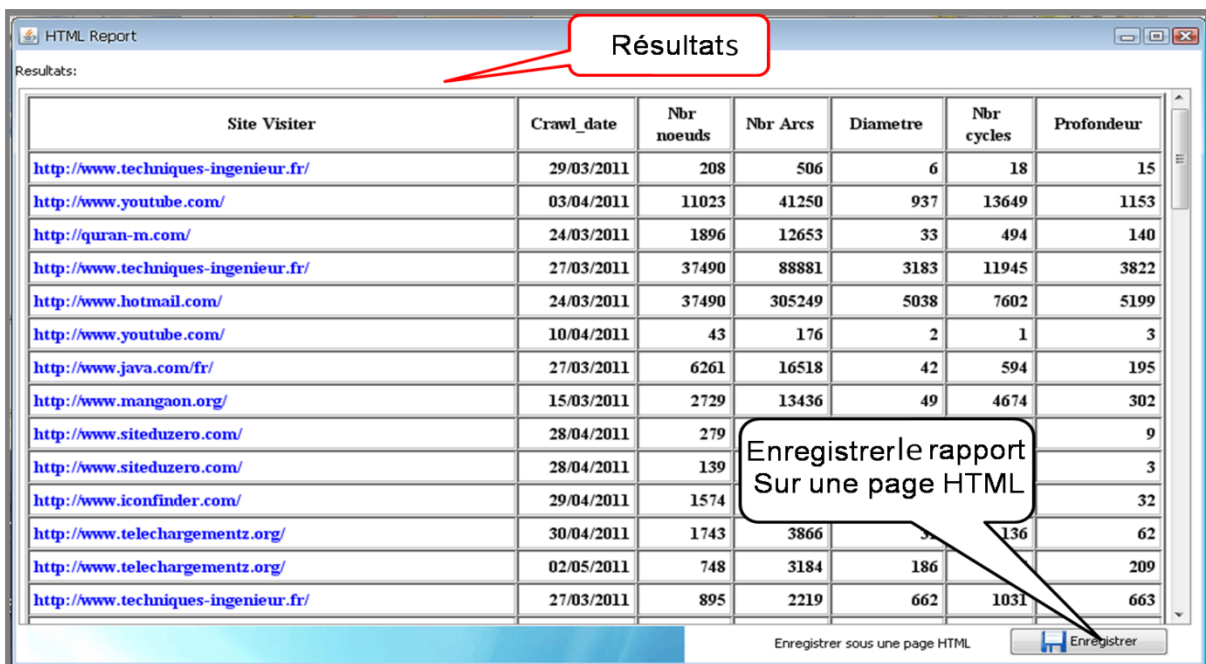 HTML Report
Résultats
Resultats:
Site Visiter Crawl_date Nbr noeuds Nbr Arcs Diametre Nbr cycles Profondeur
http://www.techniques-ingenieur.fr/ 29/03/2011 208 506 6 18 15
http://www.youtube.com/ 03/04/2011 11023 41250 937 13649 1153
http://quran-m.com/ 24/03/2011 1896 12653 33 494 140
http://www.techniques-ingenieur.fr/ 27/03/2011 37490 88881 3183 11945 3822
http://www.hotmail.com/ 24/03/2011 37490 305249 5038 7602 5199
http://www.youtube.com/ 10/04/2011 43 176 2 1 3
http://www.java.com/fr/ 27/03/2011 6261 16518 42 594 195
http://www.mangaon.org/ 15/03/2011 2729 13436 49 4674 302
http://www.siteduzero.com/ 28/04/2011 279 9
http://www.siteduzero.com/ 28/04/2011 139 3
http://www.iconfinder.com/ 29/04/2011 1574 32
Enregistrerle rapport
Sur une page HTML
http://www.telechargementz.org/ 30/04/2011 1743 3866 136 62
http://www.telechargementz.org/ 02/05/2011 748 3184 186 209
http://www.techniques-ingenieur.fr/ 27/03/2011 895 2219 662 1031 663
Enregistrer sous une page HTML Enregistrer